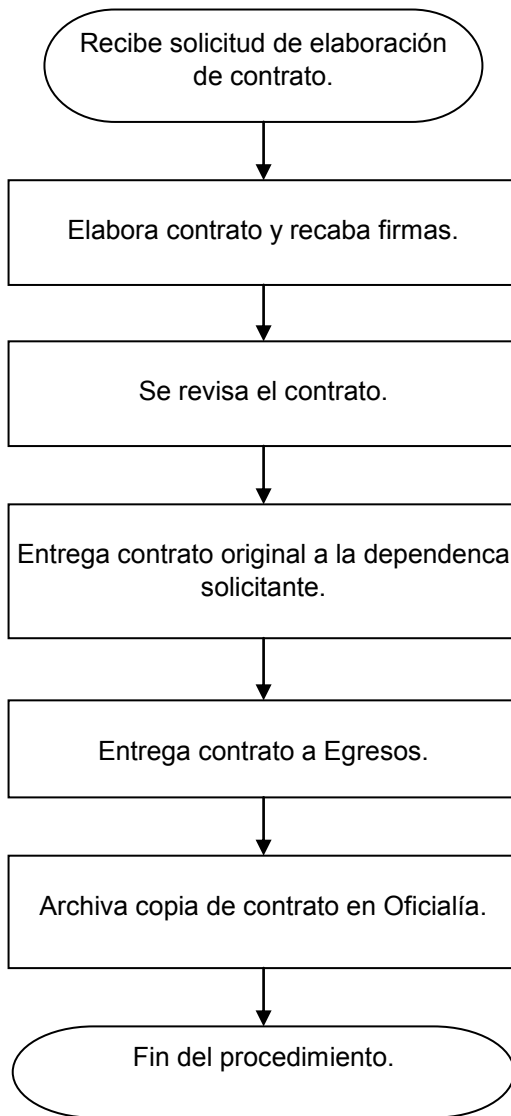 Recibe solicitud de elaboración
de contrato.
Elabora contrato y recaba firmas.
Se revisa el contrato.
Entrega contrato original a la dependenca
solicitante.
Entrega contrato a Egresos.
Archiva copia de contrato en Oficialía.
Fin del procedimiento.